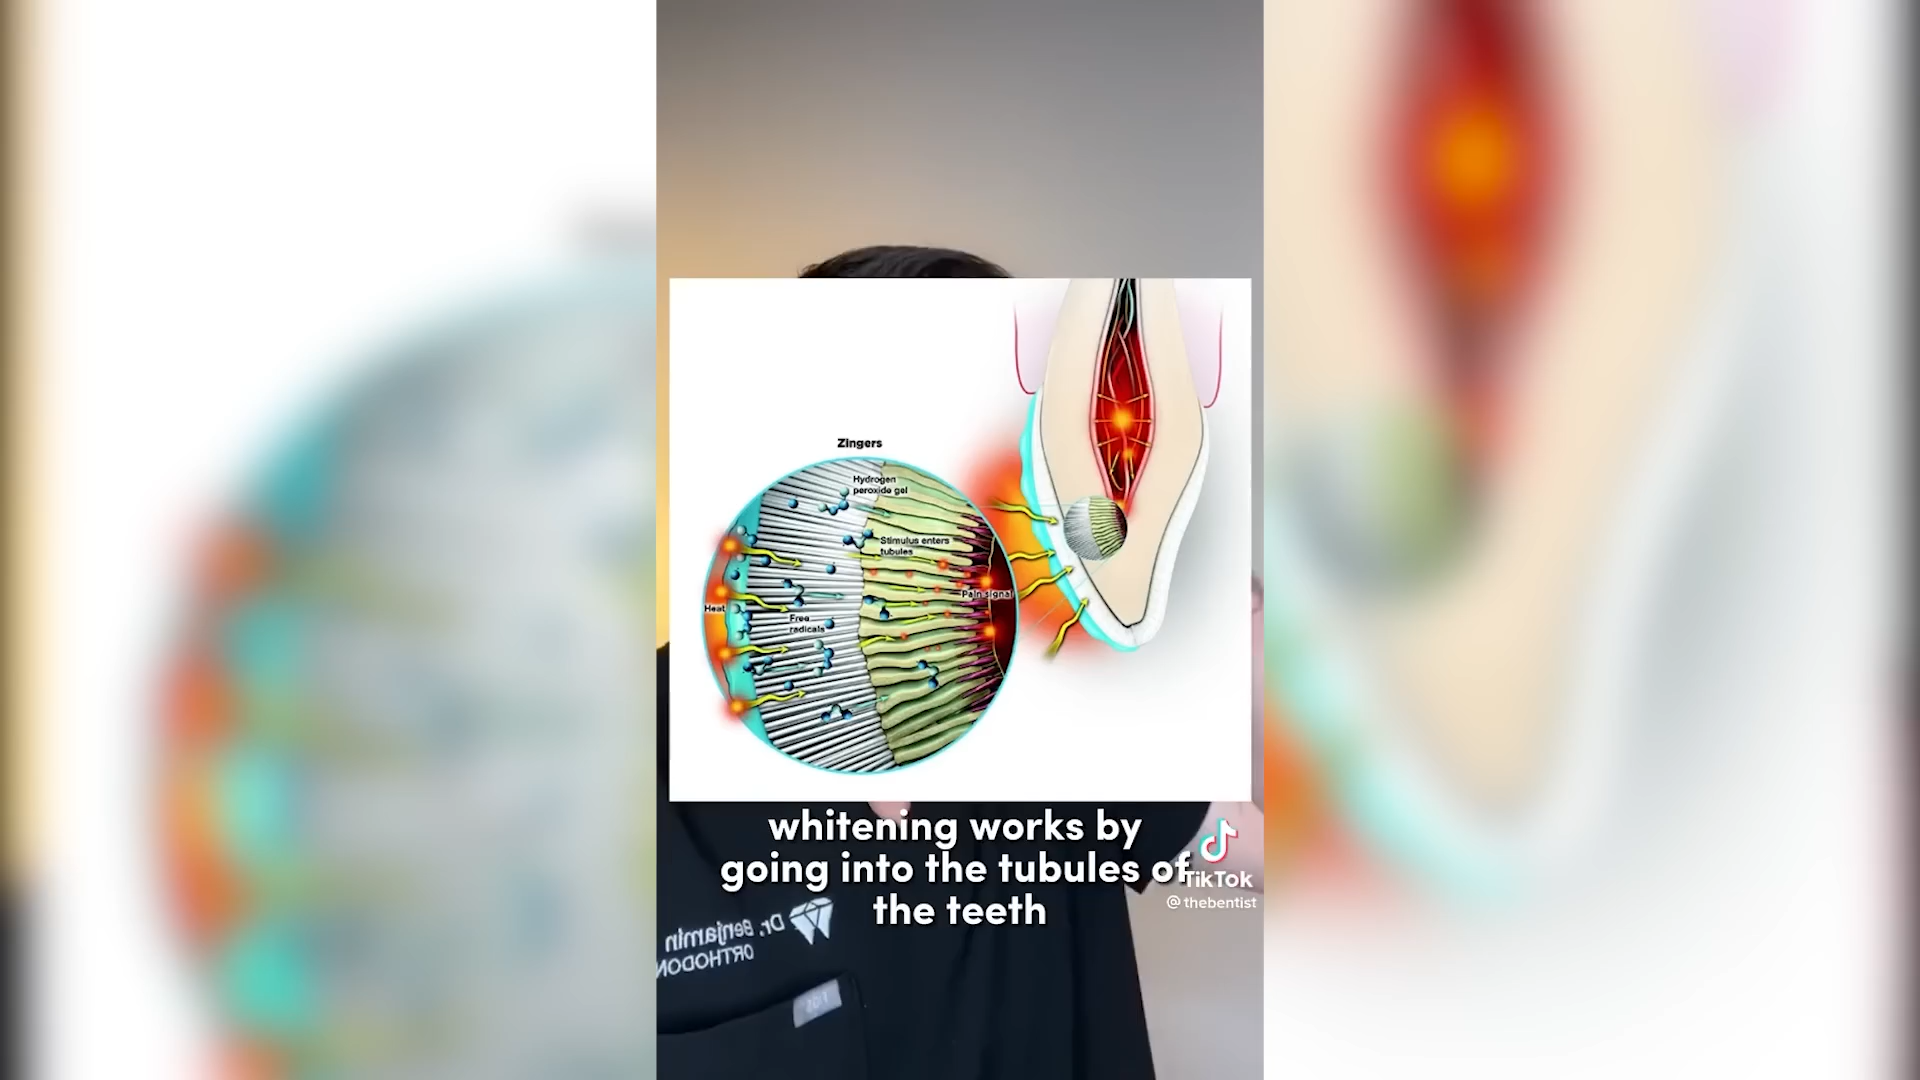 Zingers
Hydrogen
peroxide gel
Stimulus enters
tubules
Pain signal
Heat
Free
radicals
whitening works by
going into the tubules of
the teeth
TikTok
@thebentist
Dr. Benjamin
ORTHODON
FIGS